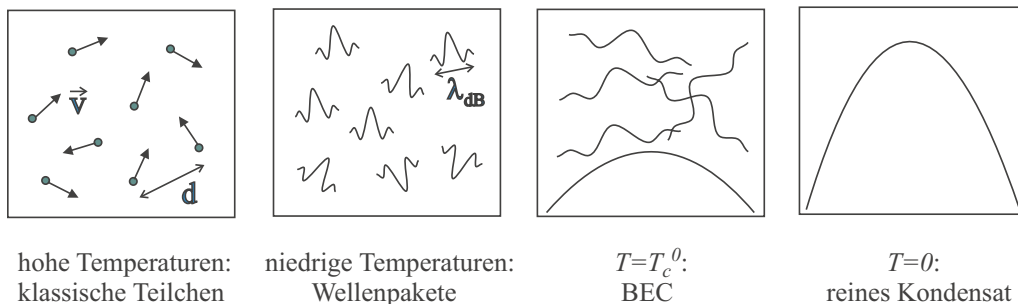 v
d
λdB
hohe Temperaturen:
klassische Teilchen
niedrige Temperaturen:
Wellenpakete
T=Tc0:
BEC
T=0:
reines Kondensat